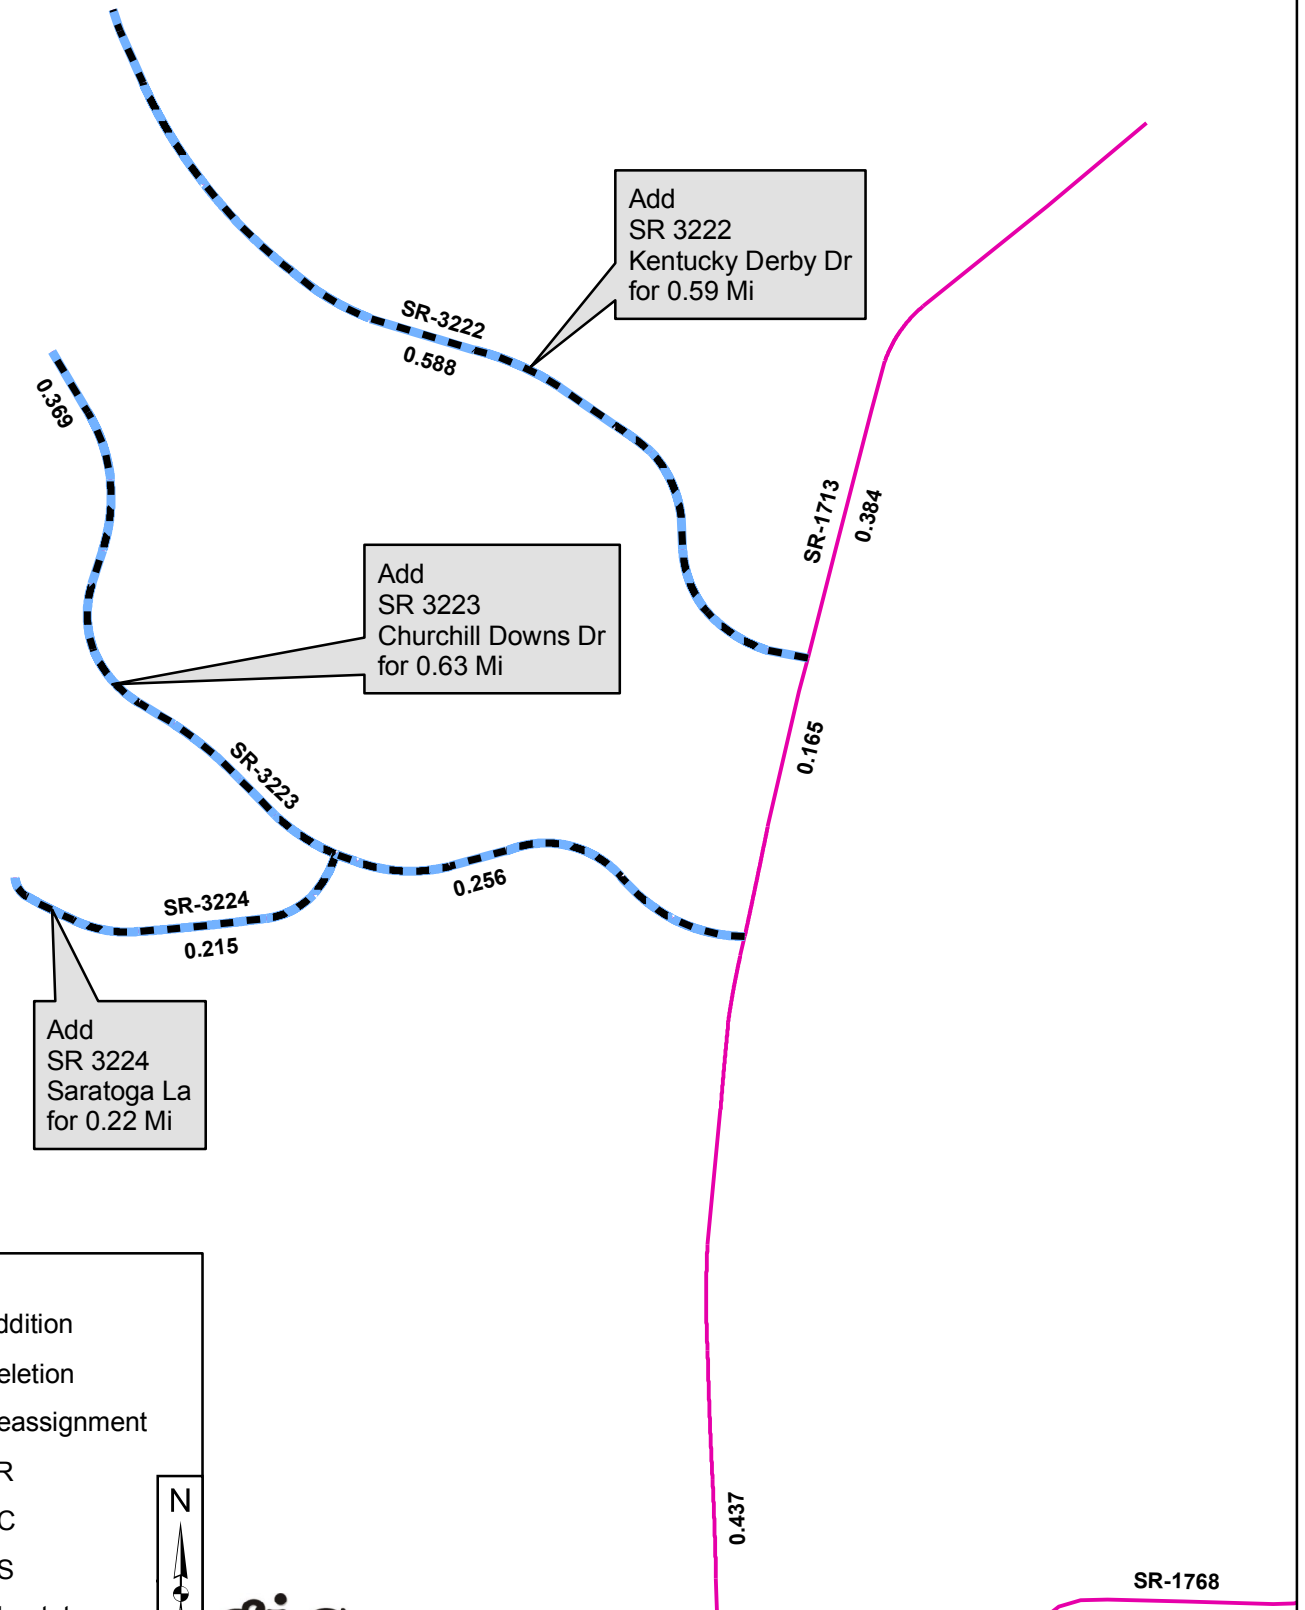 Add
SR 3222
Kentucky Derby Dr
for 0.59 Mi
SR-3222
0.588
0.369
SR-1713
0.384
Add
SR 3223
Churchill Downs Dr
for 0.63 Mi
0.165
SR-3223
0.256
SR-3224
0.215
Add
SR 3224
Saratoga La
for 0.22 Mi
ddition
eletion
eassignment
R
C
S
N
0.437
SR-1768